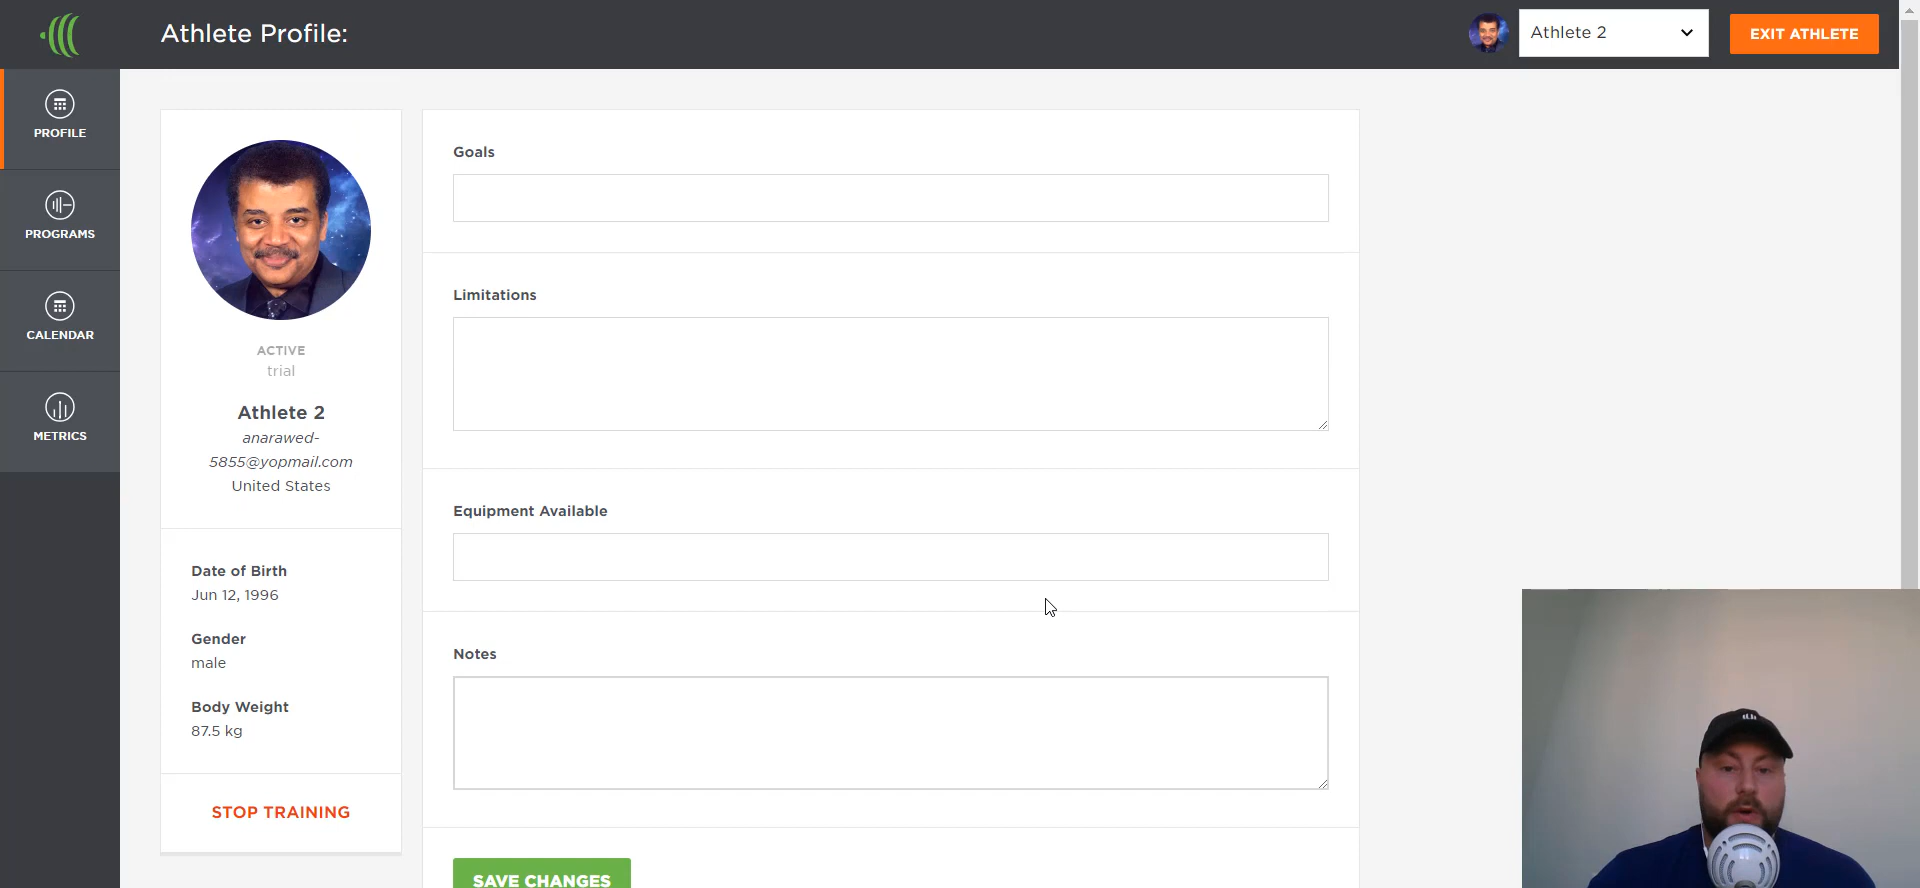 Athlete Profile:
Athlete 2
EXIT ATHLETE
PROFILE
PROGRAMS
CALENDAR
METRICS
ACTIVE
trial
Athlete 2
anarawed-
5855@yopmail.com
United States
Date of Birth
Jun 12, 1996
Gender
male
Body Weight
87.5 kg
STOP TRAINING
Goals
Limitations
Equipment Available
Notes
SAVE CHANGES